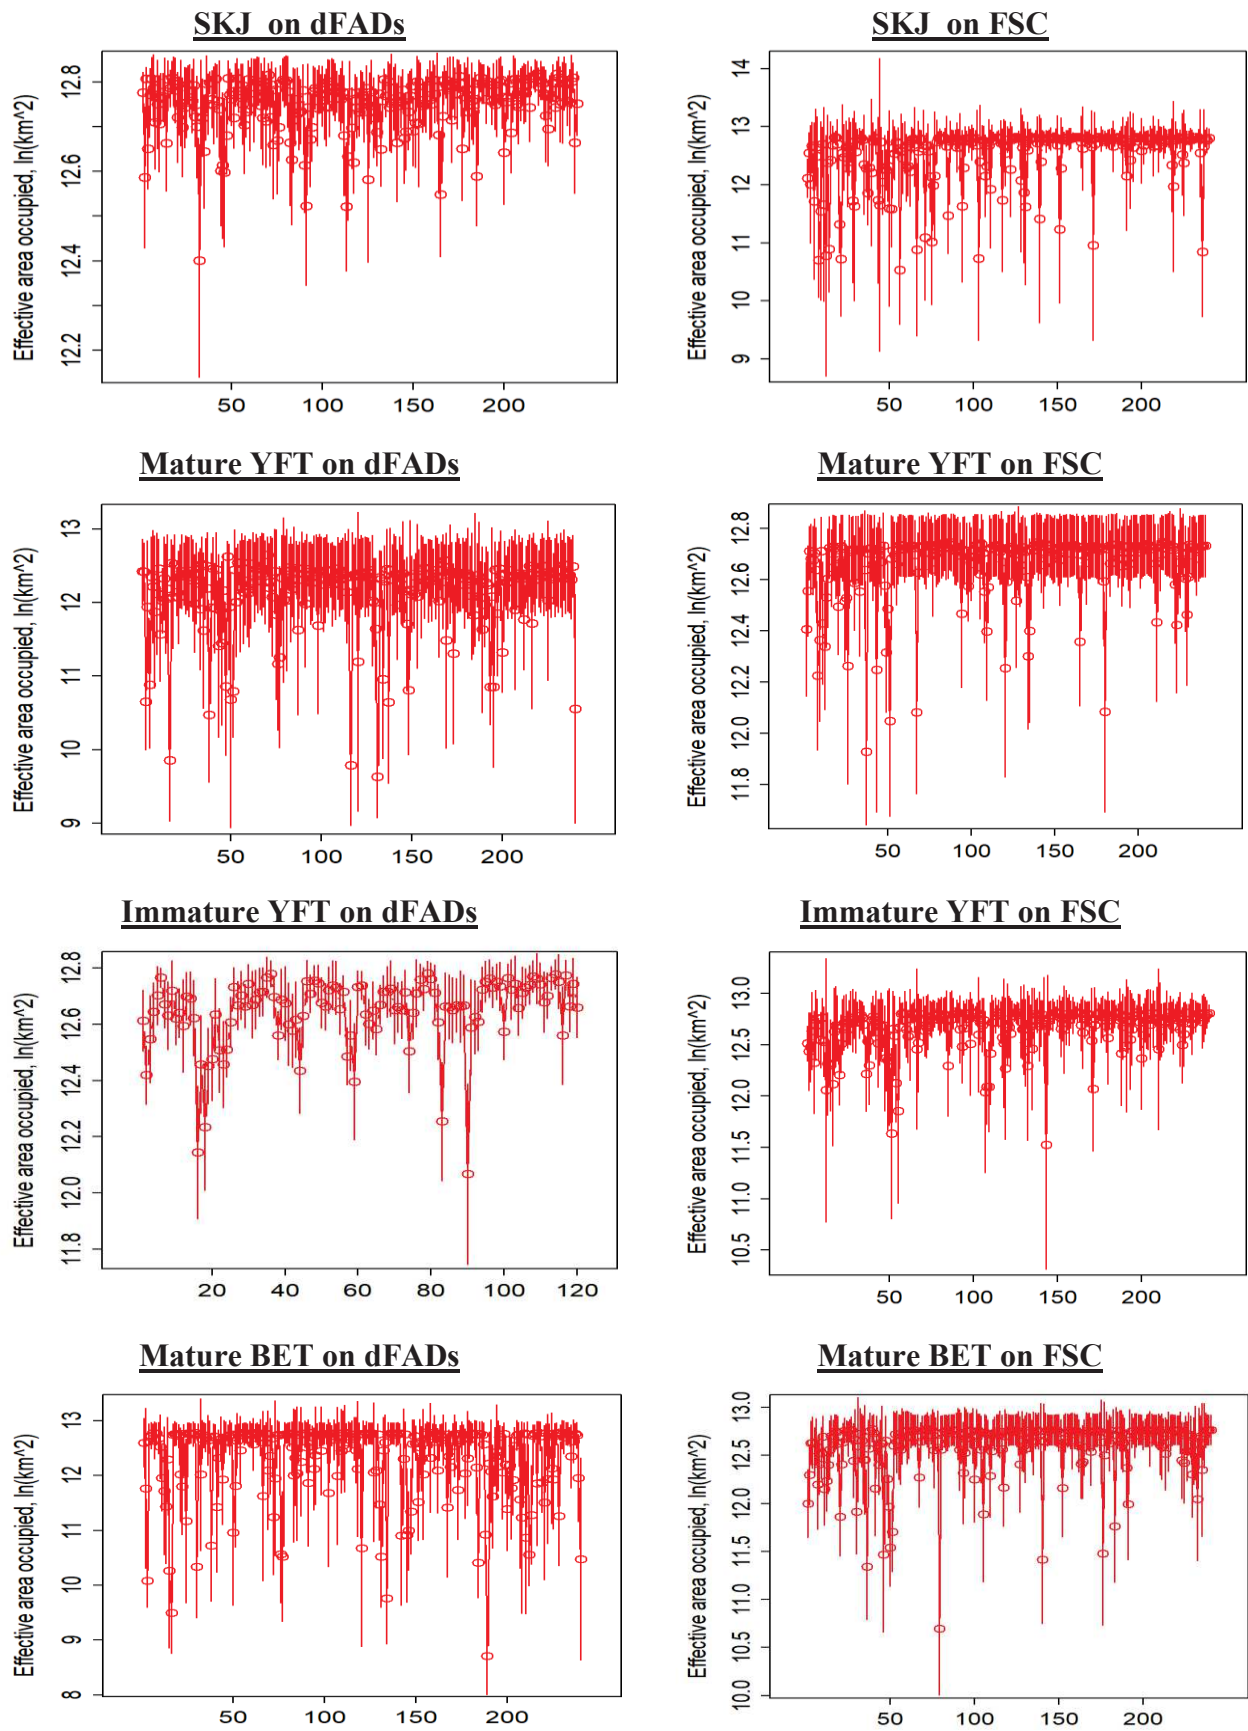 SKJ on dFADs
Effective area occupied, ln(km^2)
12.8
12.6
12.4
12.2
50 100 150 200
SKJ on FSC
Effective area occupied, ln(km^2)
14
13
12
11
10
9
50 100 150 200
Mature YFT on dFADs
Effective area occupied, ln(km^2)
13
12
11
10
9
50 100 150 200
Mature YFT on FSC
Effective area occupied, ln(km^2)
12.8
12.6
12.4
12.2
12.0
11.8
50 100 150 200
Immature YFT on dFADs
Effective area occupied, ln(km^2)
12.8
12.6
12.4
12.2
12.0
11.8
20 40 60 80 100 120
Immature YFT on FSC
Effective area occupied, ln(km^2)
13.0
12.5
12.0
11.5
11.0
10.5
50 100 150 200
Mature BET on dFADs
Effective area occupied, ln(km^2)
13
12
11
10
9
8
50 100 150 200
Mature BET on FSC
Effective area occupied, ln(km^2)
13.0
12.5
12.0
11.5
11.0
10.5
10.0
50 100 150 200